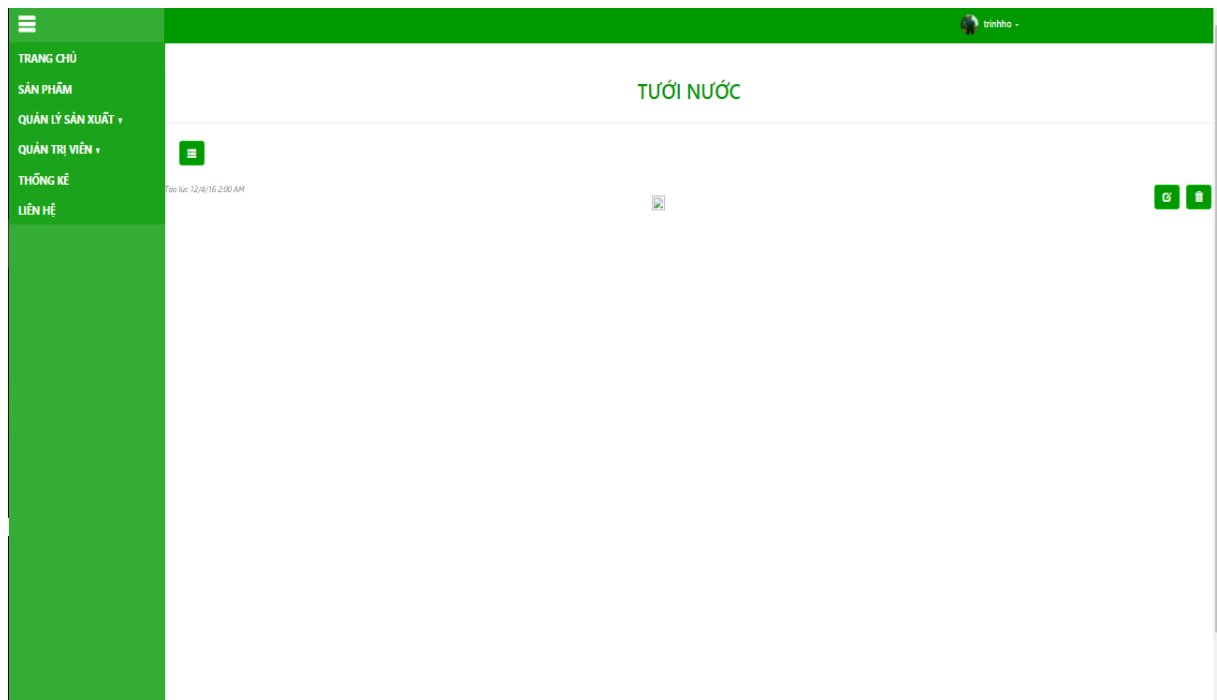 trinhho
TRANG CHỦ
SẢN PHẨM
QUẢN LÝ SẢN XUẤT
QUẢN TRỊ VIÊN
THỐNG KÊ
LIÊN HỆ
TƯỚI NƯỚC
Tạo lúc 12/4/16 2:00 AM